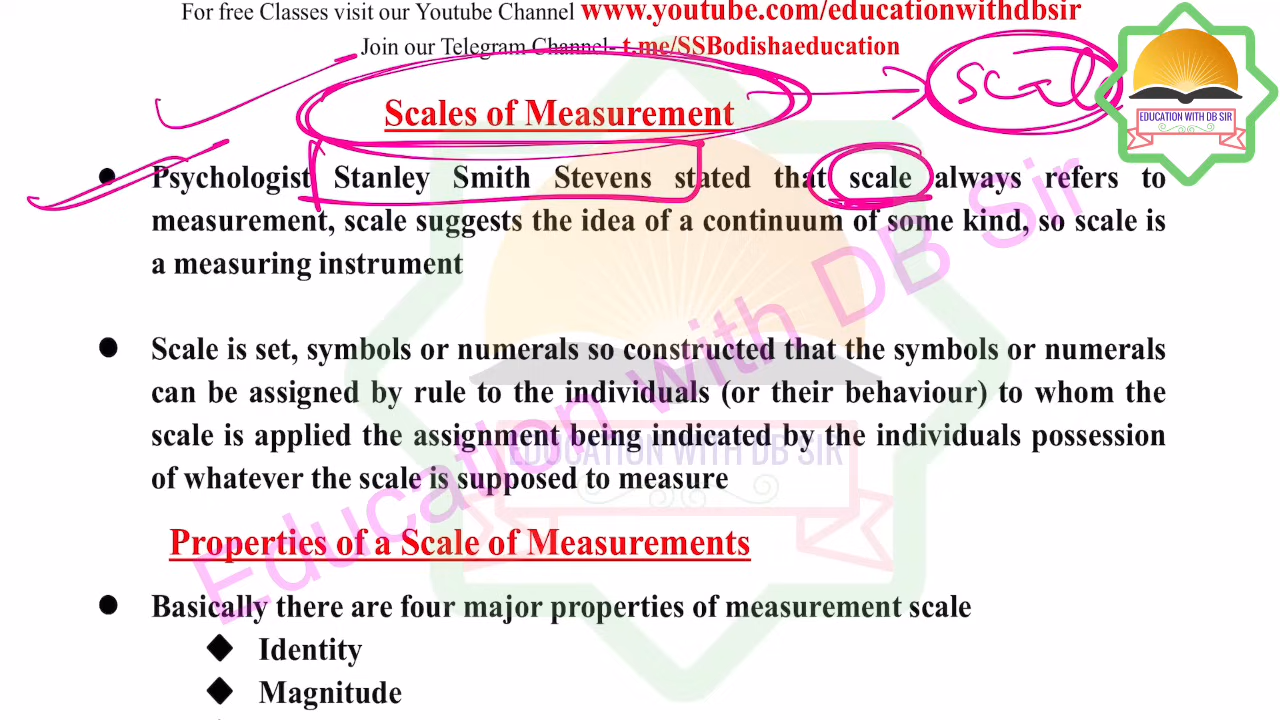 For free Classes visit our Youtube Channel www.youtube.com/educationwithdbsir
Join our Telegram Channel- t.me/SSBodishaeducation
Scales of Measurement
scal
EDUCATION WITH DB SIR
● Psychologist Stanley Smith Stevens stated that scale always refers to
measurement, scale suggests the idea of a continuum of some kind, so scale is
a measuring instrument
● Scale is set, symbols or numerals so constructed that the symbols or numerals
can be assigned by rule to the individuals (or their behaviour) to whom the
scale is applied the assignment being indicated by the individuals possession
of whatever the scale is supposed to measure
EDUCATION WITH DB SIR
Education with DB Sir
Properties of a Scale of Measurements
● Basically there are four major properties of measurement scale
◆ Identity
◆ Magnitude